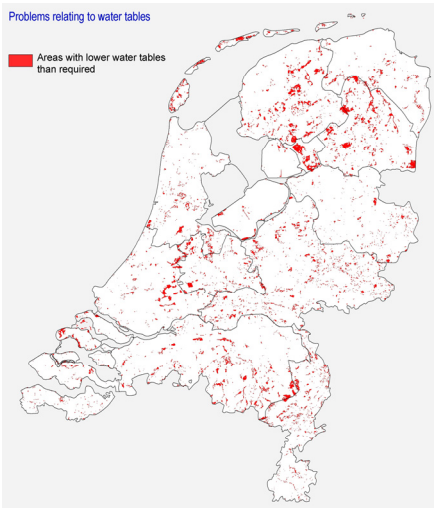 Problems relating to water tables
Areas with lower water tables
than required